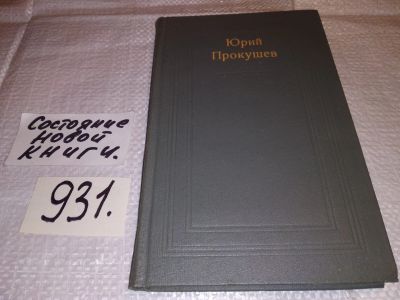 Юрий
Прокушев
Состояние
новой
книги.
931.